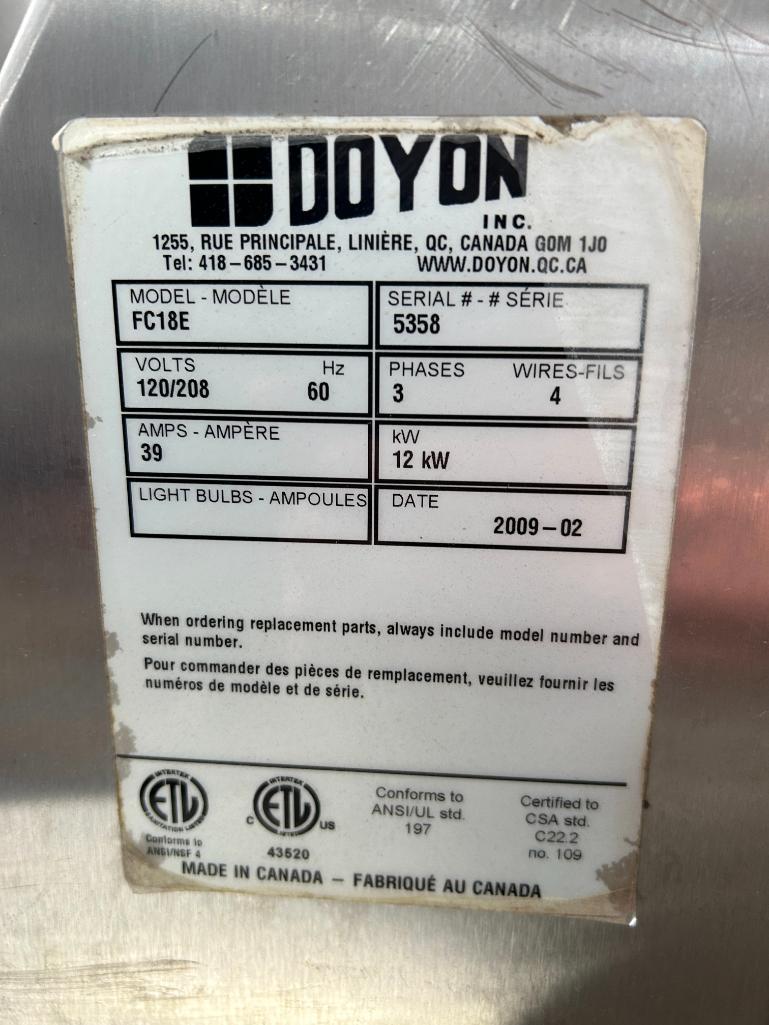 DOYON
INC.
1255, RUE PRINCIPALE, LINIÈRE, QC, CANADA G0M 1J0
Tel: 418-685-3431 WWW.DOYON.QC.CA
MODEL - MODÈLE
FC18E
SERIAL # - # SÉRIE
5358
VOLTS Hz
120/208 60
PHASES WIRES-FILS
3 4
AMPS - AMPÈRE
39
kW
12 kW
LIGHT BULBS - AMPOULES
DATE
2009-02
When ordering replacement parts, always include model number and
serial number.
Pour commander des pièces de remplacement, veuillez fournir les
numéros de modèle et de série.
INTERTEK
ETL
SANITATION LISTED
Conforms to
ANSI/NSF 4
INTERTEK
C ETL US
LISTED
43520
Conforms to
ANSI/UL std.
197
Certified to
CSA std.
C22.2
no. 109
MADE IN CANADA – FABRIQUÉ AU CANADA